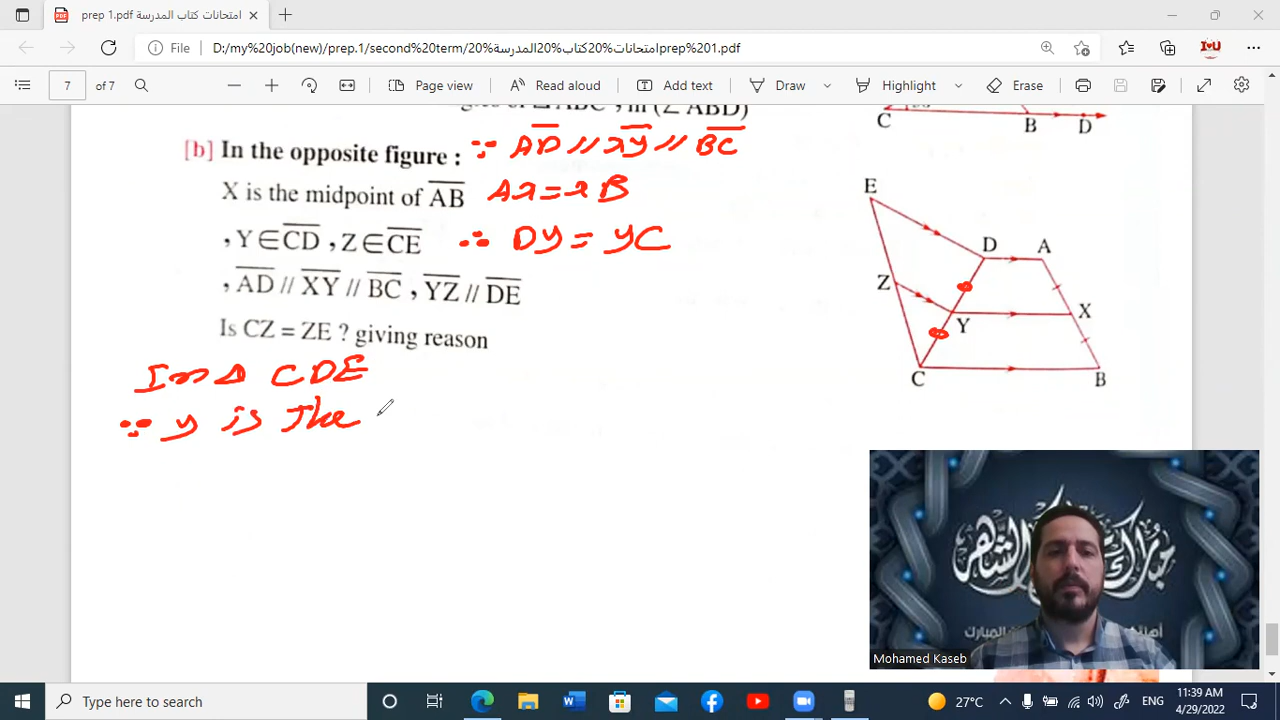 prep 1.pdf امتحانات كتاب المدرسة
File
D:/my%20job(new)/prep.1/second%20term/20%امتحانات%20كتاب%20المدرسةprep%201.pdf
7 of 7
Page view
Read aloud
Add text
Draw
Highlight
Erase
C B D
[b] In the opposite figure : ∵ AD // XY // BC
X is the midpoint of AB AX = XB
, Y ∈ CD , Z ∈ CE ∴ DY = YC
, AD // XY // BC , YZ // DE
Is CZ = ZE ? giving reason
In Δ CDE
∵ y is The
E
D A
Z
Y X
C B
Mohamed Kaseb
Type here to search
27°C
ENG
11:39 AM
4/29/2022